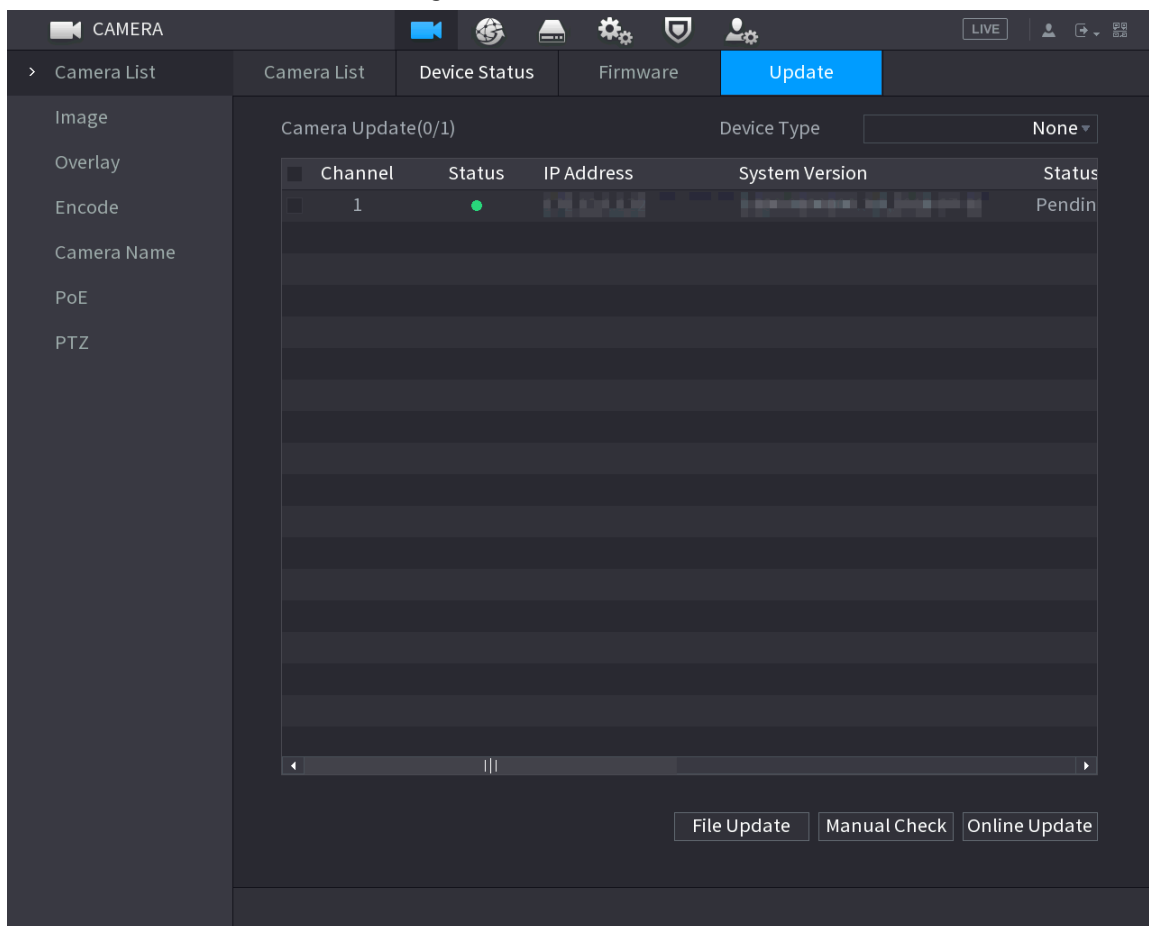 CAMERA LIVE
Camera List
Image
Overlay
Encode
Camera Name
PoE
PTZ
Camera List Device Status Firmware Update
Camera Update(0/1) Device Type None
Channel Status IP Address System Version Status
1 Pendin
File Update Manual Check Online Update